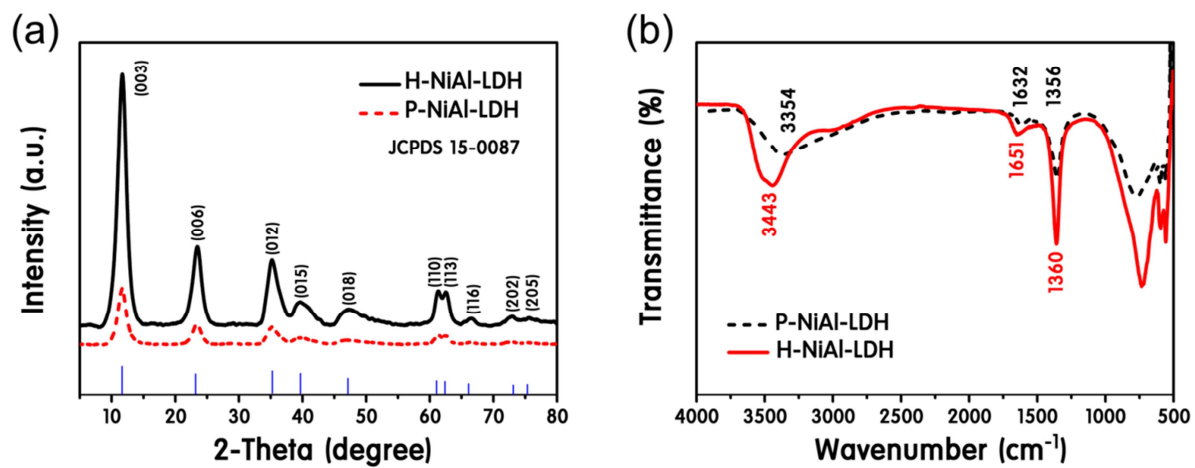 (a)
Intensity (a.u.)
(003)
(006)
(012)
(015)
(018)
(110)
(113)
(116)
(202)
(205)
H-NiAl-LDH
P-NiAl-LDH
JCPDS 15-0087
10 20 30 40 50 60 70 80
2-Theta (degree)
(b)
Transmittance (%)
3354
1632
1356
3443
1651
1360
P-NiAl-LDH
H-NiAl-LDH
4000 3500 3000 2500 2000 1500 1000 500
Wavenumber (cm⁻¹)